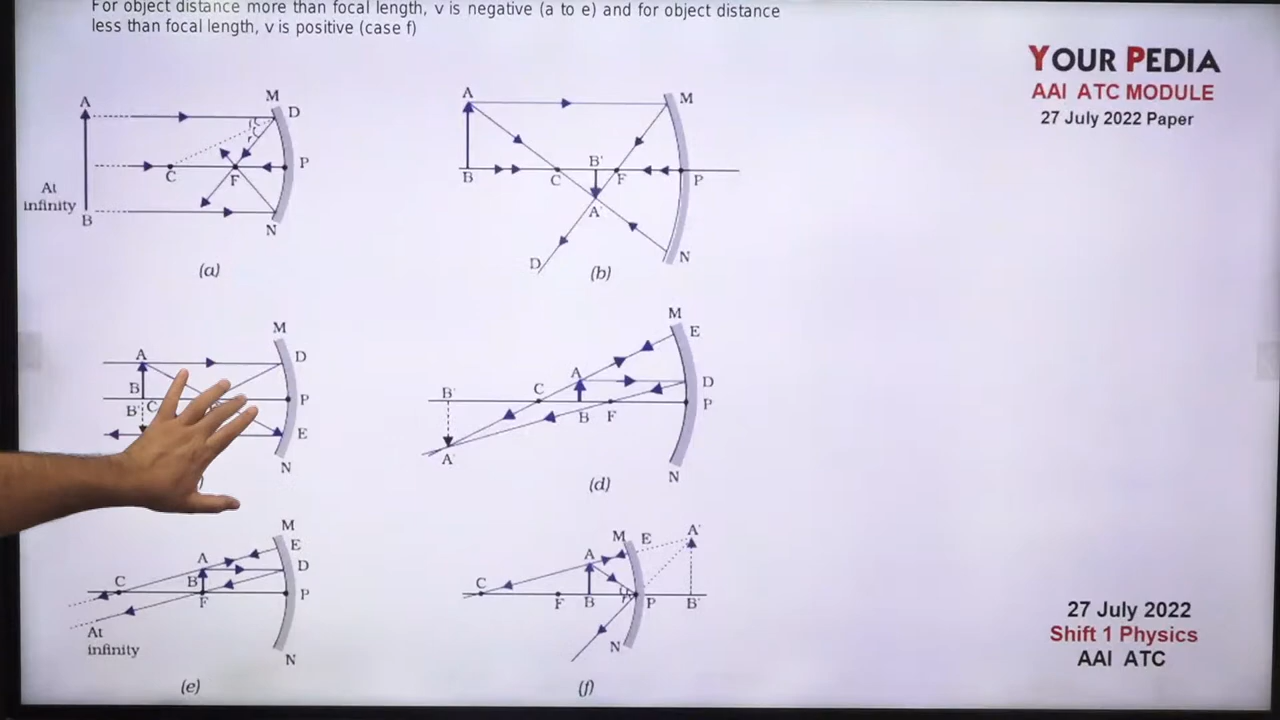 For object distance more than focal length, v is negative (a to e) and for object distance
less than focal length, v is positive (case f)
YOUR PEDIA
AAI ATC MODULE
27 July 2022 Paper
A
M
D
C
F
P
At
infinity
B
N
(a)
A
M
B'
B
C
F
P
A'
D
N
(b)
M
A
D
B
P
B'
C
E
N
M
E
A
D
B'
C
P
B
F
A'
N
(d)
M
E
A
D
C
B
P
F
At
infinity
N
(e)
M
E
A'
A
C
F
B
P
B'
N
(f)
27 July 2022
Shift 1 Physics
AAI ATC